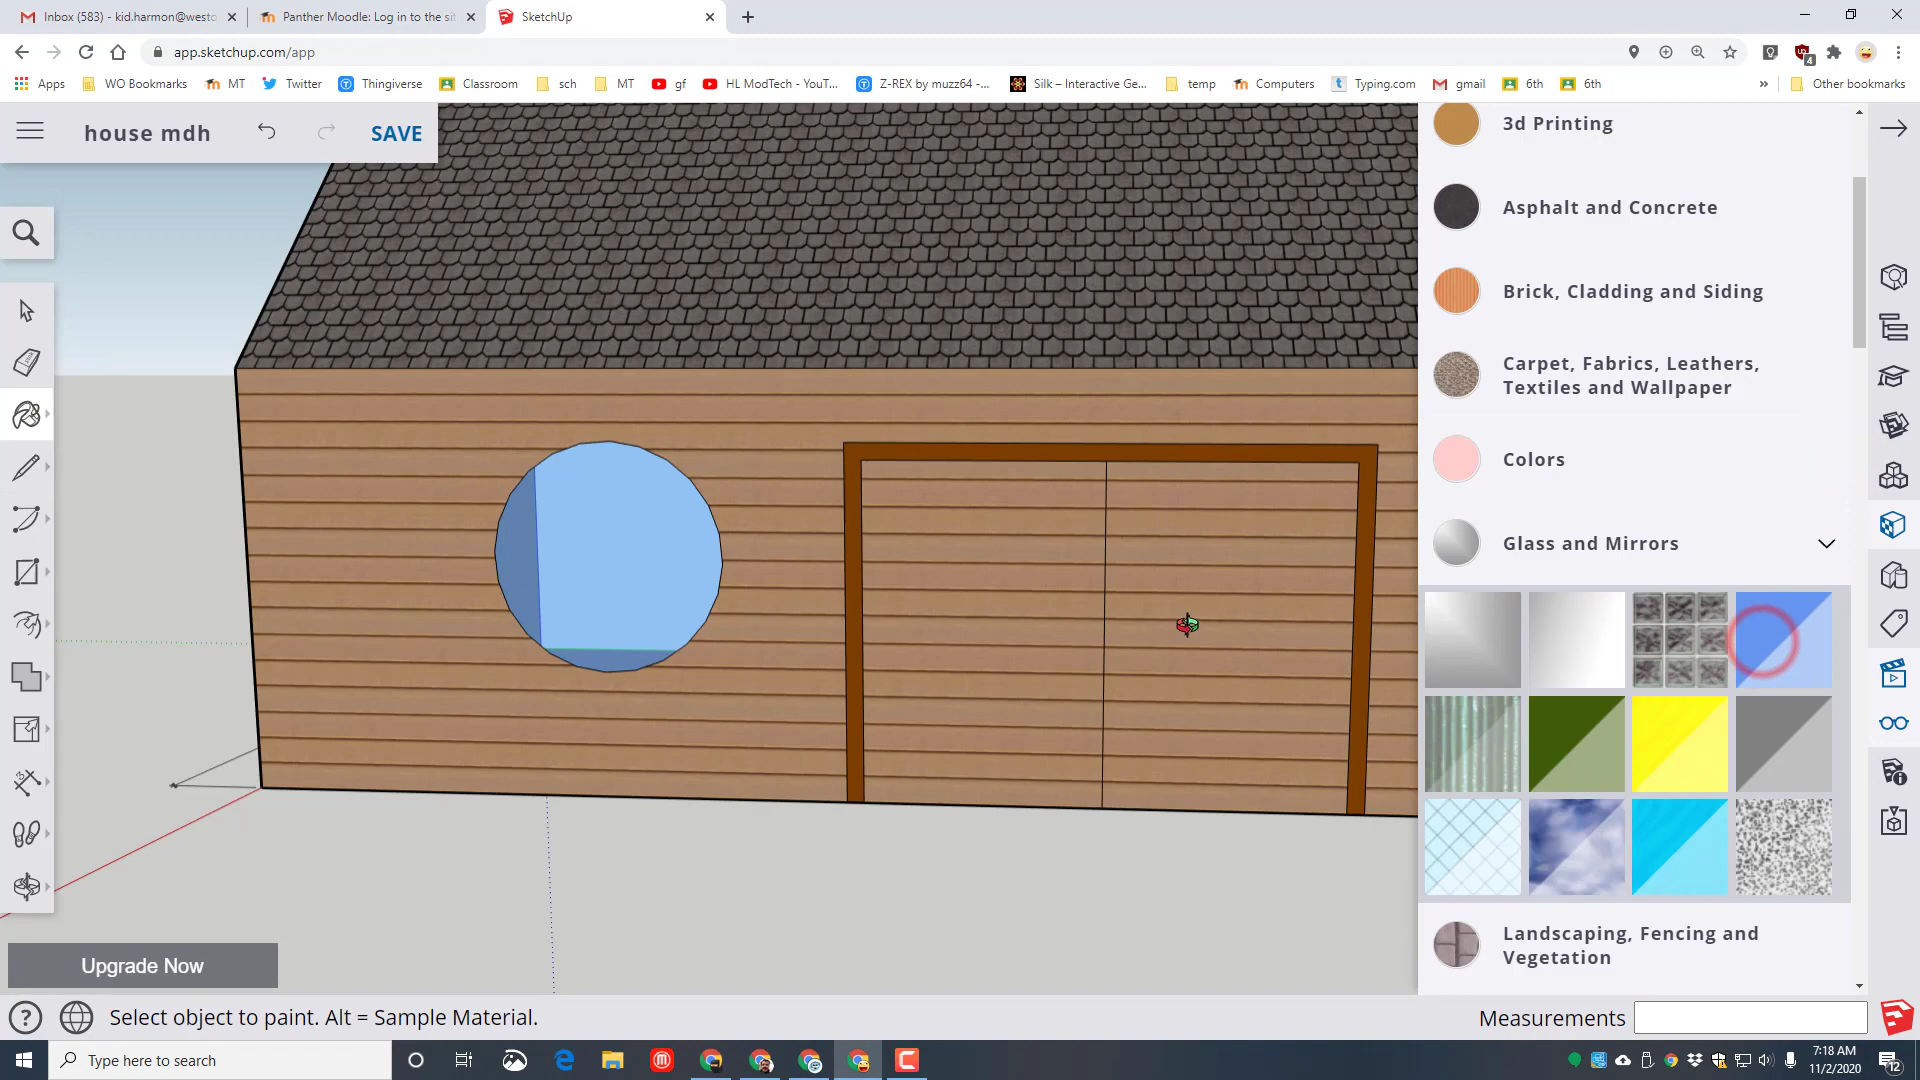 Inbox (583) - kid.harmon@westo
Panther Moodle: Log in to the sit
SketchUp
app.sketchup.com/app
Apps
WO Bookmarks
MT
Twitter
Thingiverse
Classroom
sch
MT
gf
HL ModTech - YouT...
Z-REX by muzz64 -...
Silk – Interactive Ge...
temp
Computers
Typing.com
gmail
6th
6th
»
Other bookmarks
house mdh
SAVE
3d Printing
Asphalt and Concrete
Brick, Cladding and Siding
Carpet, Fabrics, Leathers,
Textiles and Wallpaper
Colors
Glass and Mirrors
Landscaping, Fencing and
Vegetation
Upgrade Now
Select object to paint. Alt = Sample Material.
Measurements
Type here to search
7:18 AM
11/2/2020
12